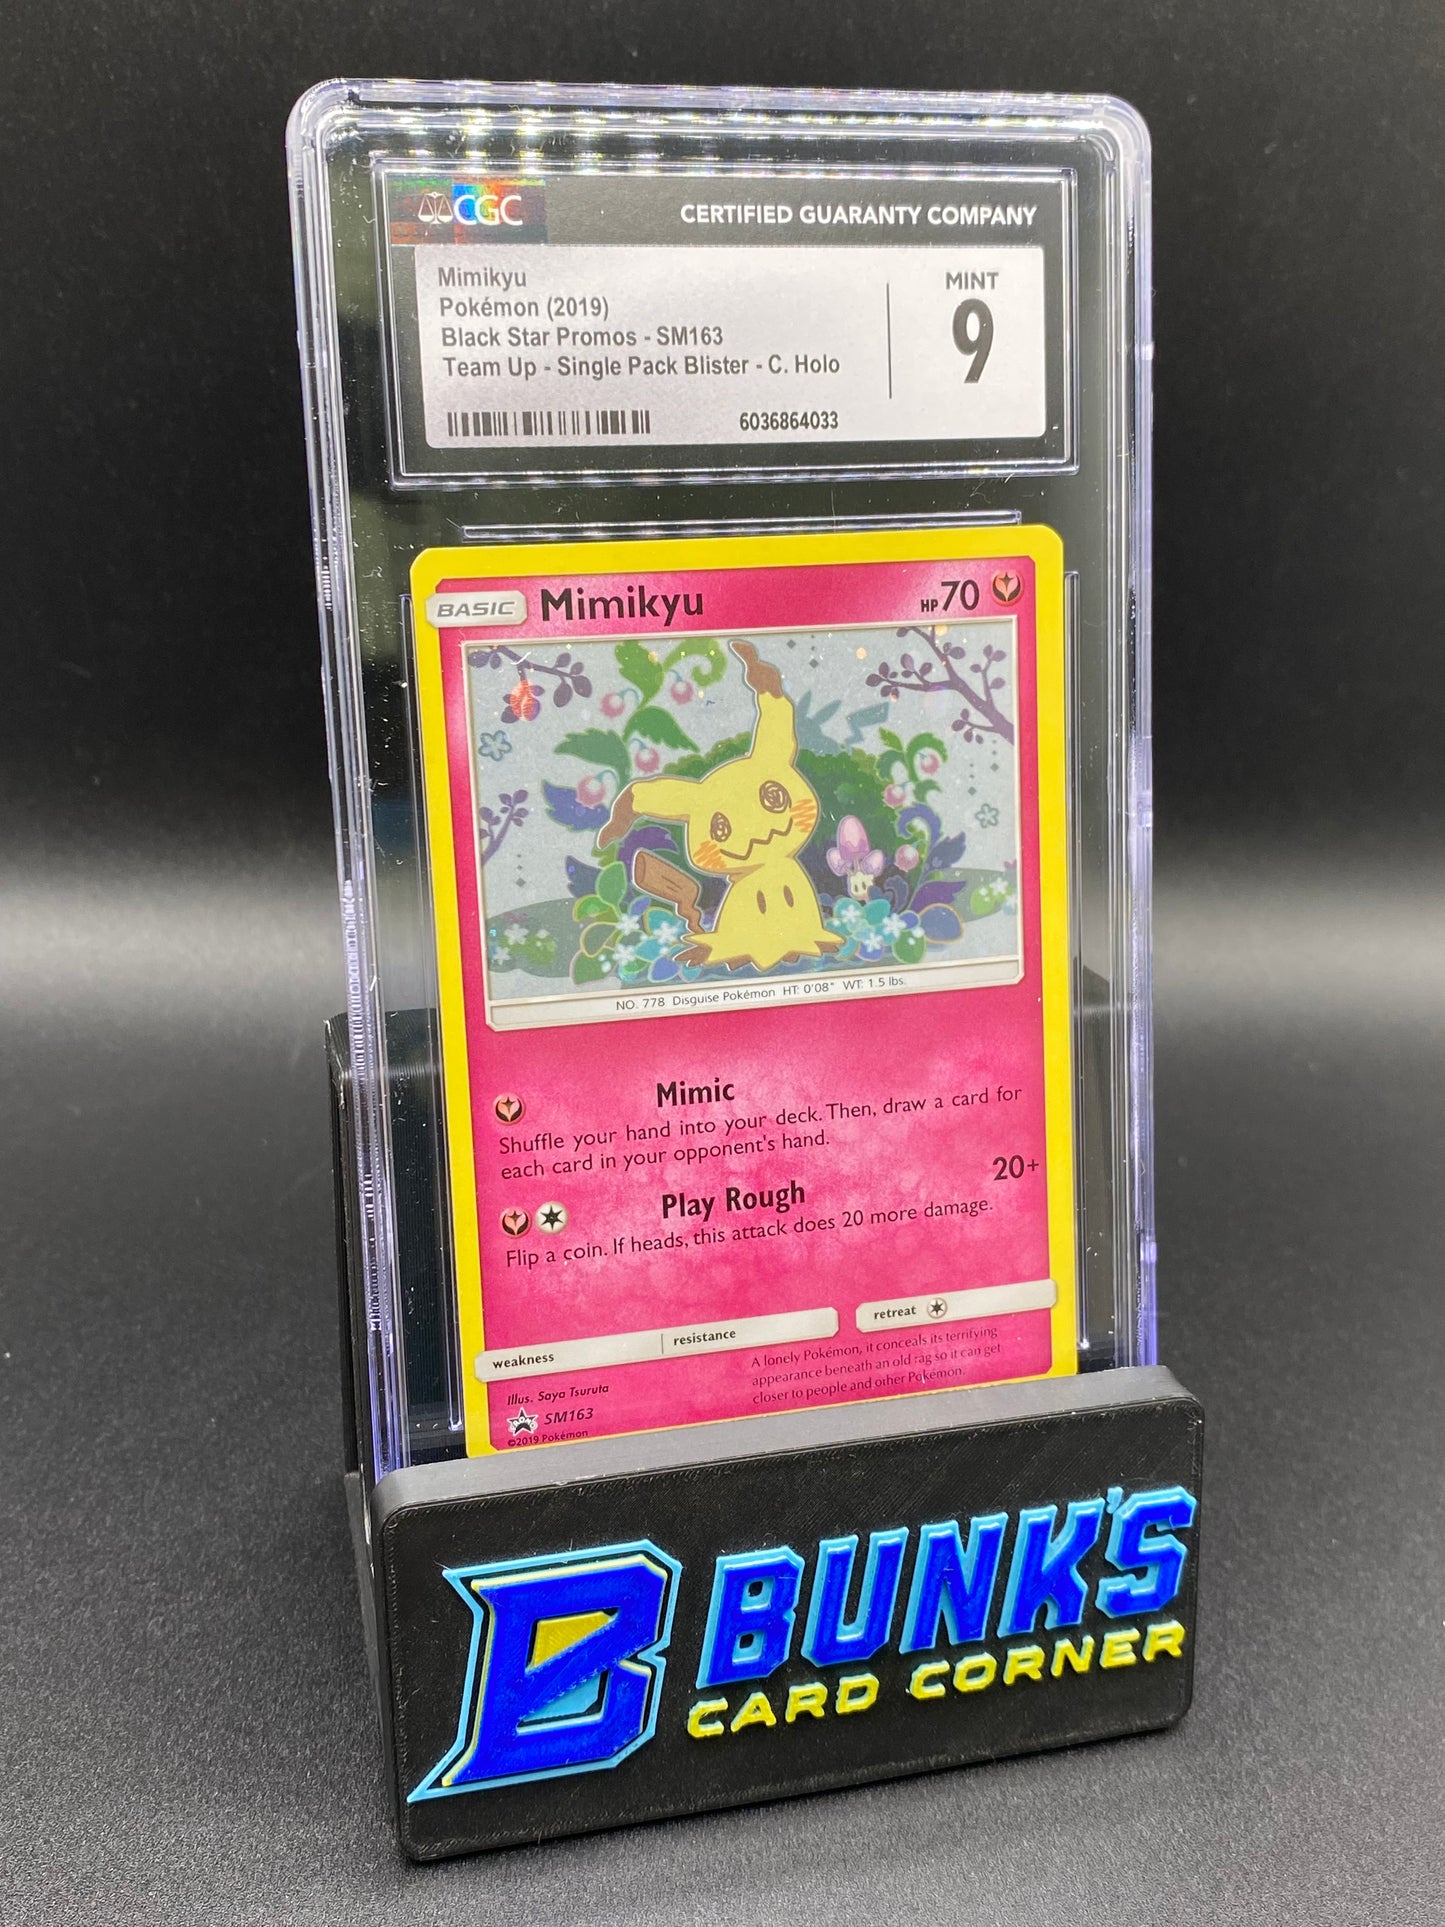 CGC
CERTIFIED GUARANTY COMPANY
Mimikyu
Pokémon (2019)
Black Star Promos - SM163
Team Up - Single Pack Blister - C. Holo
6036864033
MINT
9
BASIC Mimikyu HP 70
NO. 778 Disguise Pokémon HT: 0'08" WT: 1.5 lbs.
Mimic
Shuffle your hand into your deck. Then, draw a card for
each card in your opponent's hand.
Play Rough 20+
Flip a coin. If heads, this attack does 20 more damage.
weakness resistance retreat
A lonely Pokémon, it conceals its terrifying
appearance beneath an old rag so it can get
closer to people and other Pokémon.
Illus. Saya Tsuruta
PROMO SM163
©2019 Pokémon
B BUNK'S
CARD CORNER